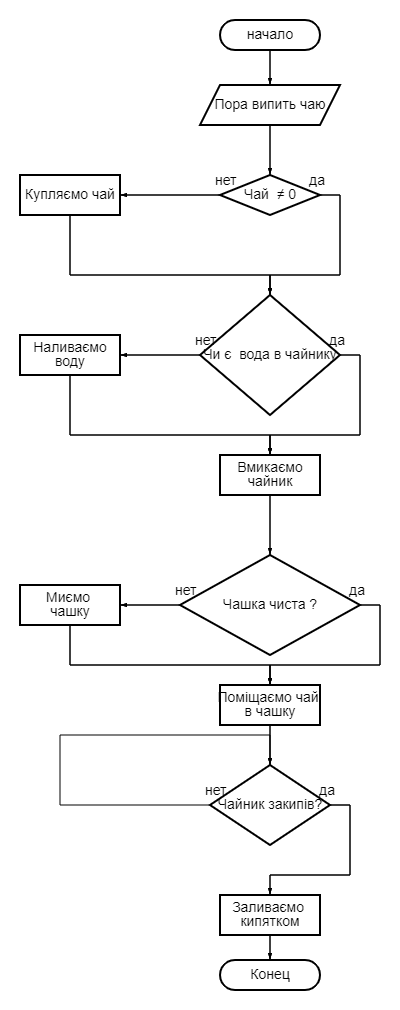 начало
Пора випить чаю
нет
да
Чай ≠ 0
Купляємо чай
нет
да
Чи є вода в чайнику
Наливаємо
воду
Вмикаємо
чайник
нет
да
Чашка чиста ?
Миємо
чашку
Поміщаємо чай
в чашку
нет
да
Чайник закипів?
Заливаємо
кипятком
Конец